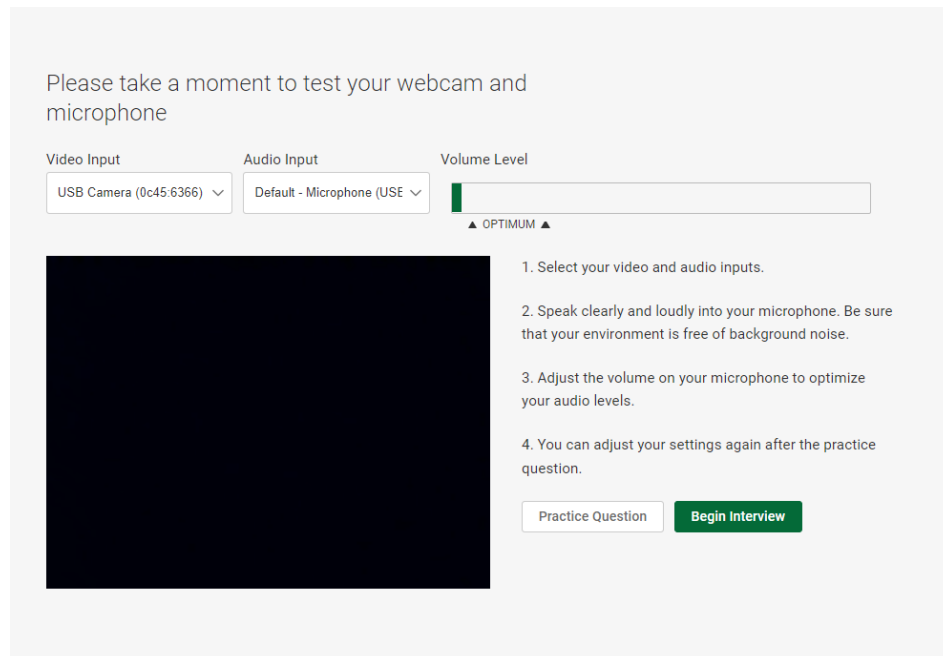 Please take a moment to test your webcam and
microphone
Video Input
Audio Input
Volume Level
USB Camera (0c45:6366)
Default - Microphone (USE
▲ OPTIMUM ▲
1. Select your video and audio inputs.
2. Speak clearly and loudly into your microphone. Be sure
that your environment is free of background noise.
3. Adjust the volume on your microphone to optimize
your audio levels.
4. You can adjust your settings again after the practice
question.
Practice Question
Begin Interview